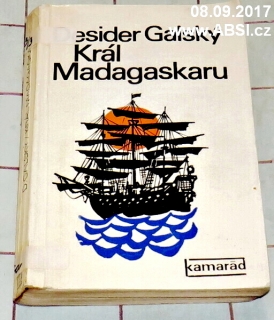 08.09.2017
www.ABSI.cz
Desider Galský
Král
Madagaskaru
kamarád